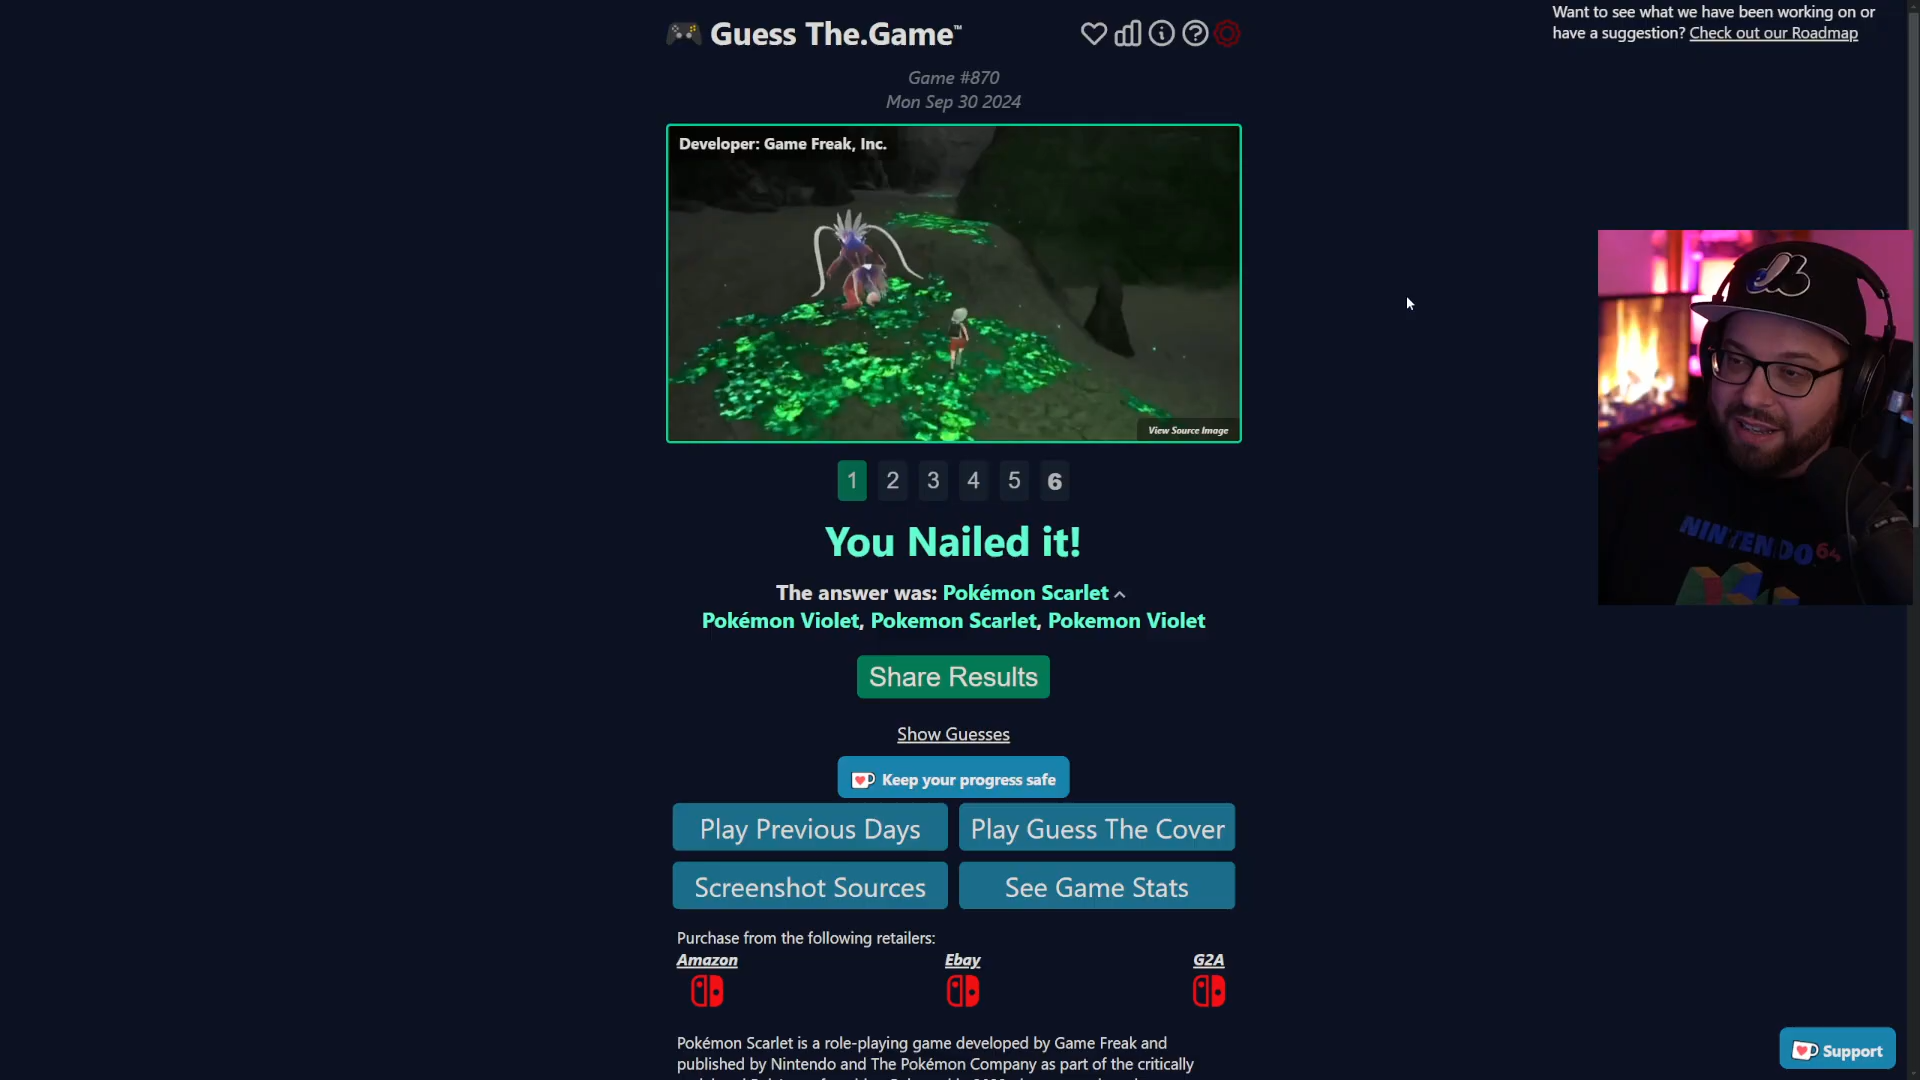 Want to see what we have been working on or
have a suggestion? Check out our Roadmap
Guess The.Game™
Game #870
Mon Sep 30 2024
Developer: Game Freak, Inc.
View Source Image
1 2 3 4 5 6
You Nailed it!
The answer was: Pokémon Scarlet
Pokémon Violet, Pokemon Scarlet, Pokemon Violet
Share Results
Show Guesses
Keep your progress safe
Play Previous Days
Play Guess The Cover
Screenshot Sources
See Game Stats
Purchase from the following retailers:
Amazon
Ebay
G2A
Pokémon Scarlet is a role-playing game developed by Game Freak and
published by Nintendo and The Pokémon Company as part of the critically
NINTENDO 64
Support